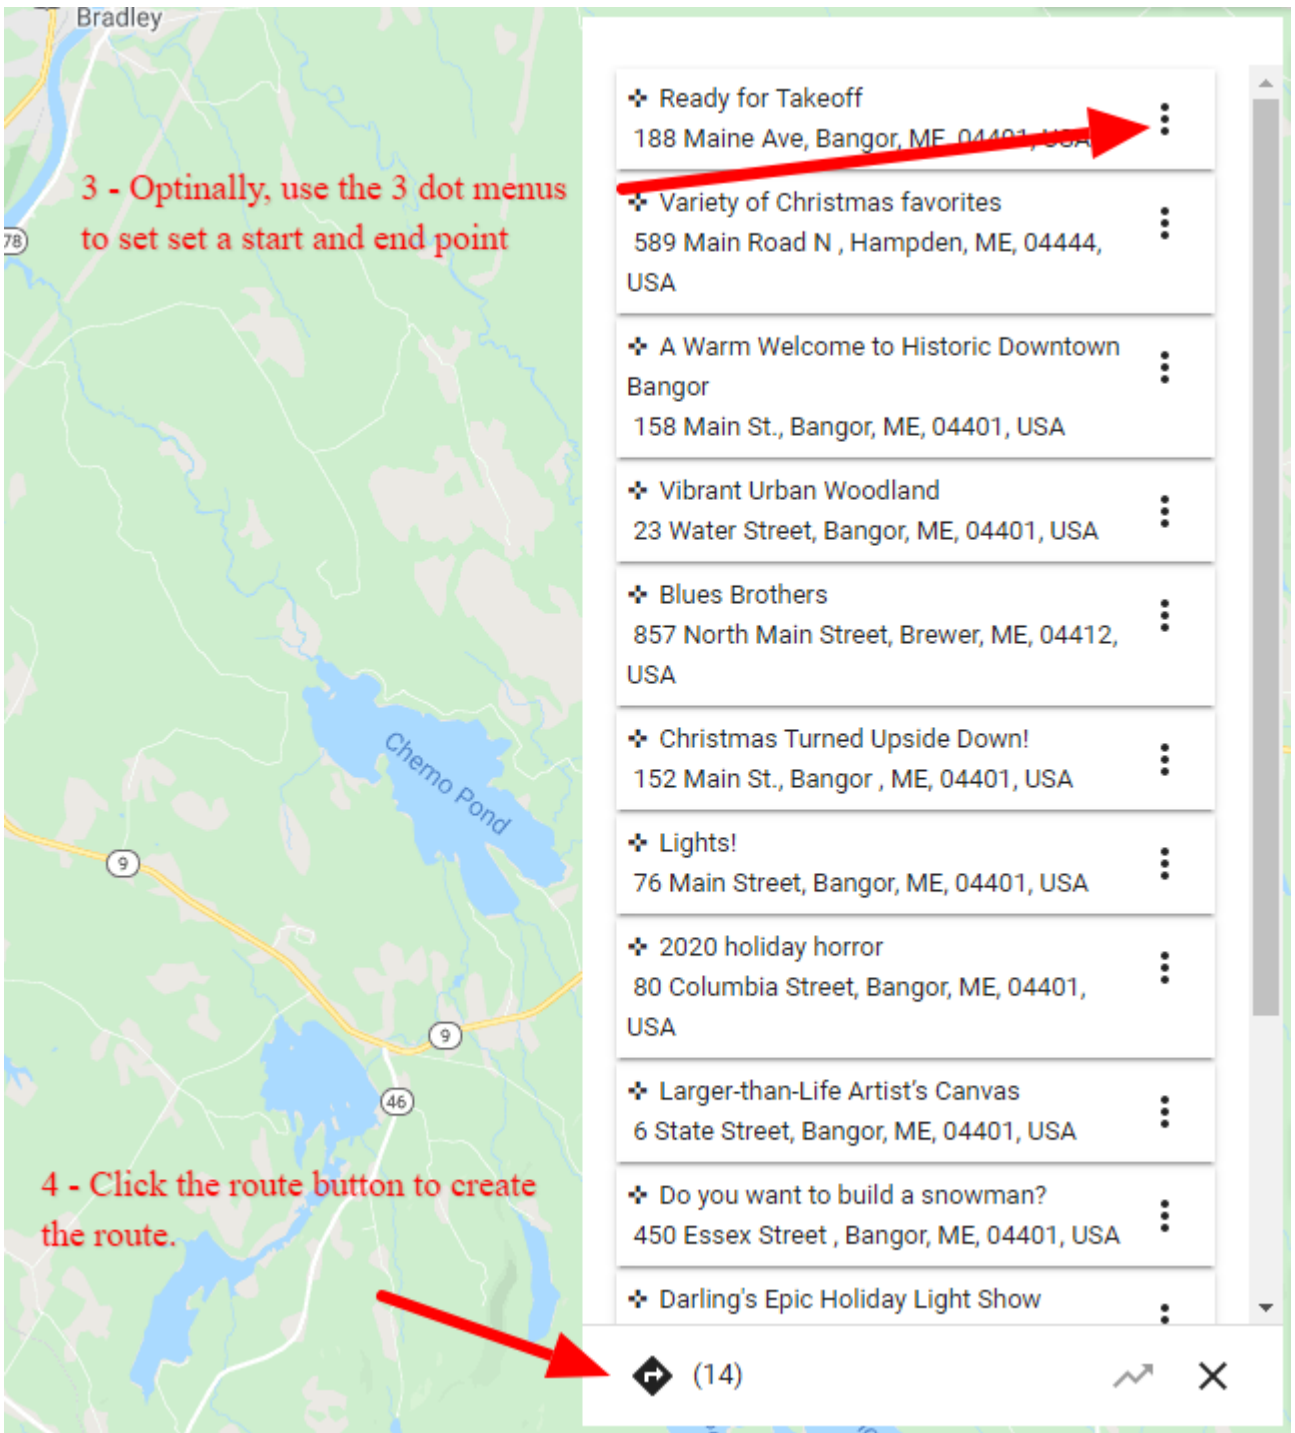 Bradley
3 - Optinally, use the 3 dot menus
to set set a start and end point
78
Chemo Pond
9
9
46
4 - Click the route button to create
the route.
Ready for Takeoff
188 Maine Ave, Bangor, ME, 04401, USA
Variety of Christmas favorites
589 Main Road N , Hampden, ME, 04444,
USA
A Warm Welcome to Historic Downtown
Bangor
158 Main St., Bangor, ME, 04401, USA
Vibrant Urban Woodland
23 Water Street, Bangor, ME, 04401, USA
Blues Brothers
857 North Main Street, Brewer, ME, 04412,
USA
Christmas Turned Upside Down!
152 Main St., Bangor , ME, 04401, USA
Lights!
76 Main Street, Bangor, ME, 04401, USA
2020 holiday horror
80 Columbia Street, Bangor, ME, 04401,
USA
Larger-than-Life Artist's Canvas
6 State Street, Bangor, ME, 04401, USA
Do you want to build a snowman?
450 Essex Street , Bangor, ME, 04401, USA
Darling's Epic Holiday Light Show
(14)